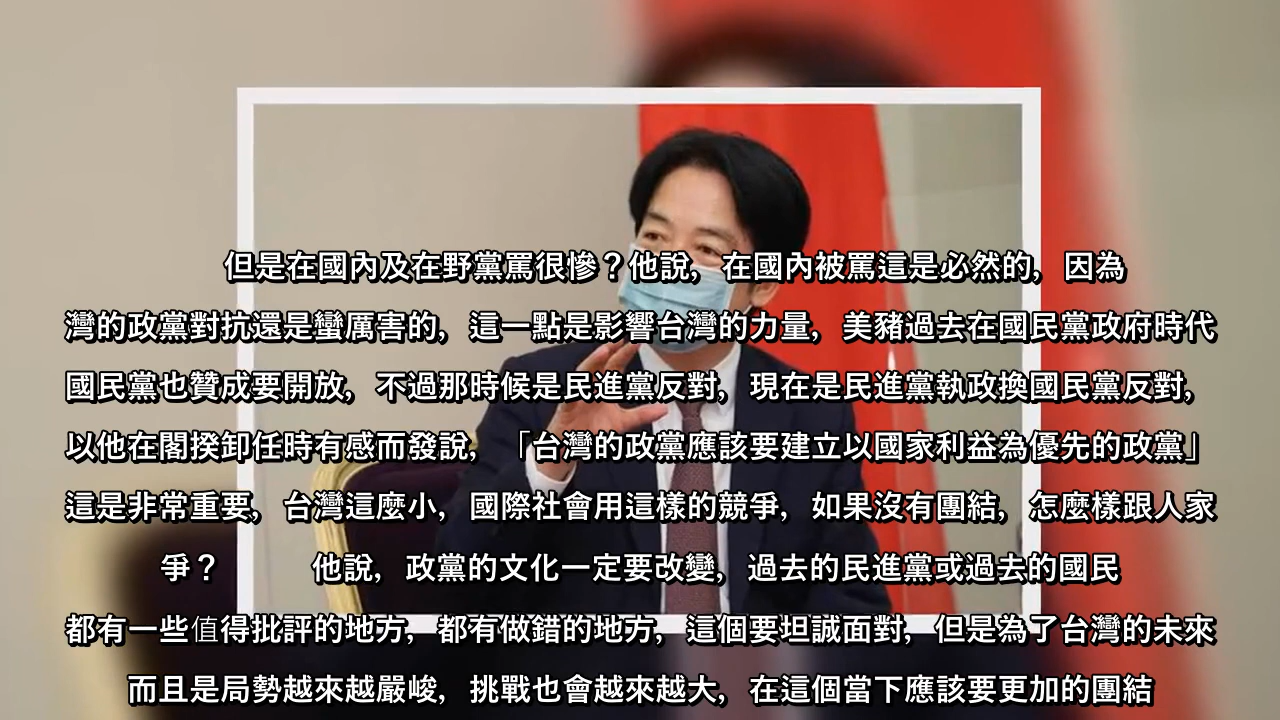 但是在國內及在野黨罵很慘？他說，在國內被罵這是必然的，因為
灣的政黨對抗還是蠻厲害的，這一點是影響台灣的力量，美豬過去在國民黨政府時代
國民黨也贊成要開放，不過那時候是民進黨反對，現在是民進黨執政換國民黨反對，
以他在閣揆卸任時有感而發說，「台灣的政黨應該要建立以國家利益為優先的政黨」
這是非常重要，台灣這麼小，國際社會用這樣的競爭，如果沒有團結，怎麼樣跟人家
爭？　　　他說，政黨的文化一定要改變，過去的民進黨或過去的國民
都有一些值得批評的地方，都有做錯的地方，這個要坦誠面對，但是為了台灣的未來
而且是局勢越來越嚴峻，挑戰也會越來越大，在這個當下應該要更加的團結